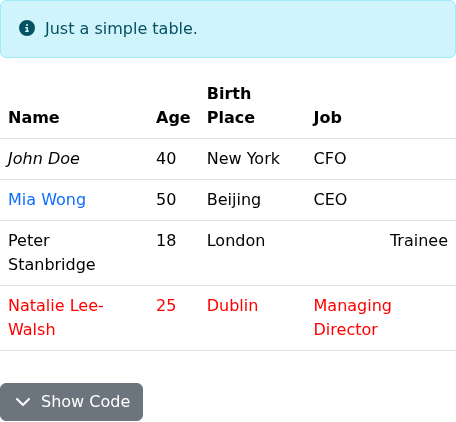 Just a simple table.
Name Age Birth Place Job
John Doe 40 New York CFO
Mia Wong 50 Beijing CEO
Peter Stanbridge 18 London Trainee
Natalie Lee-Walsh 25 Dublin Managing Director
Show Code